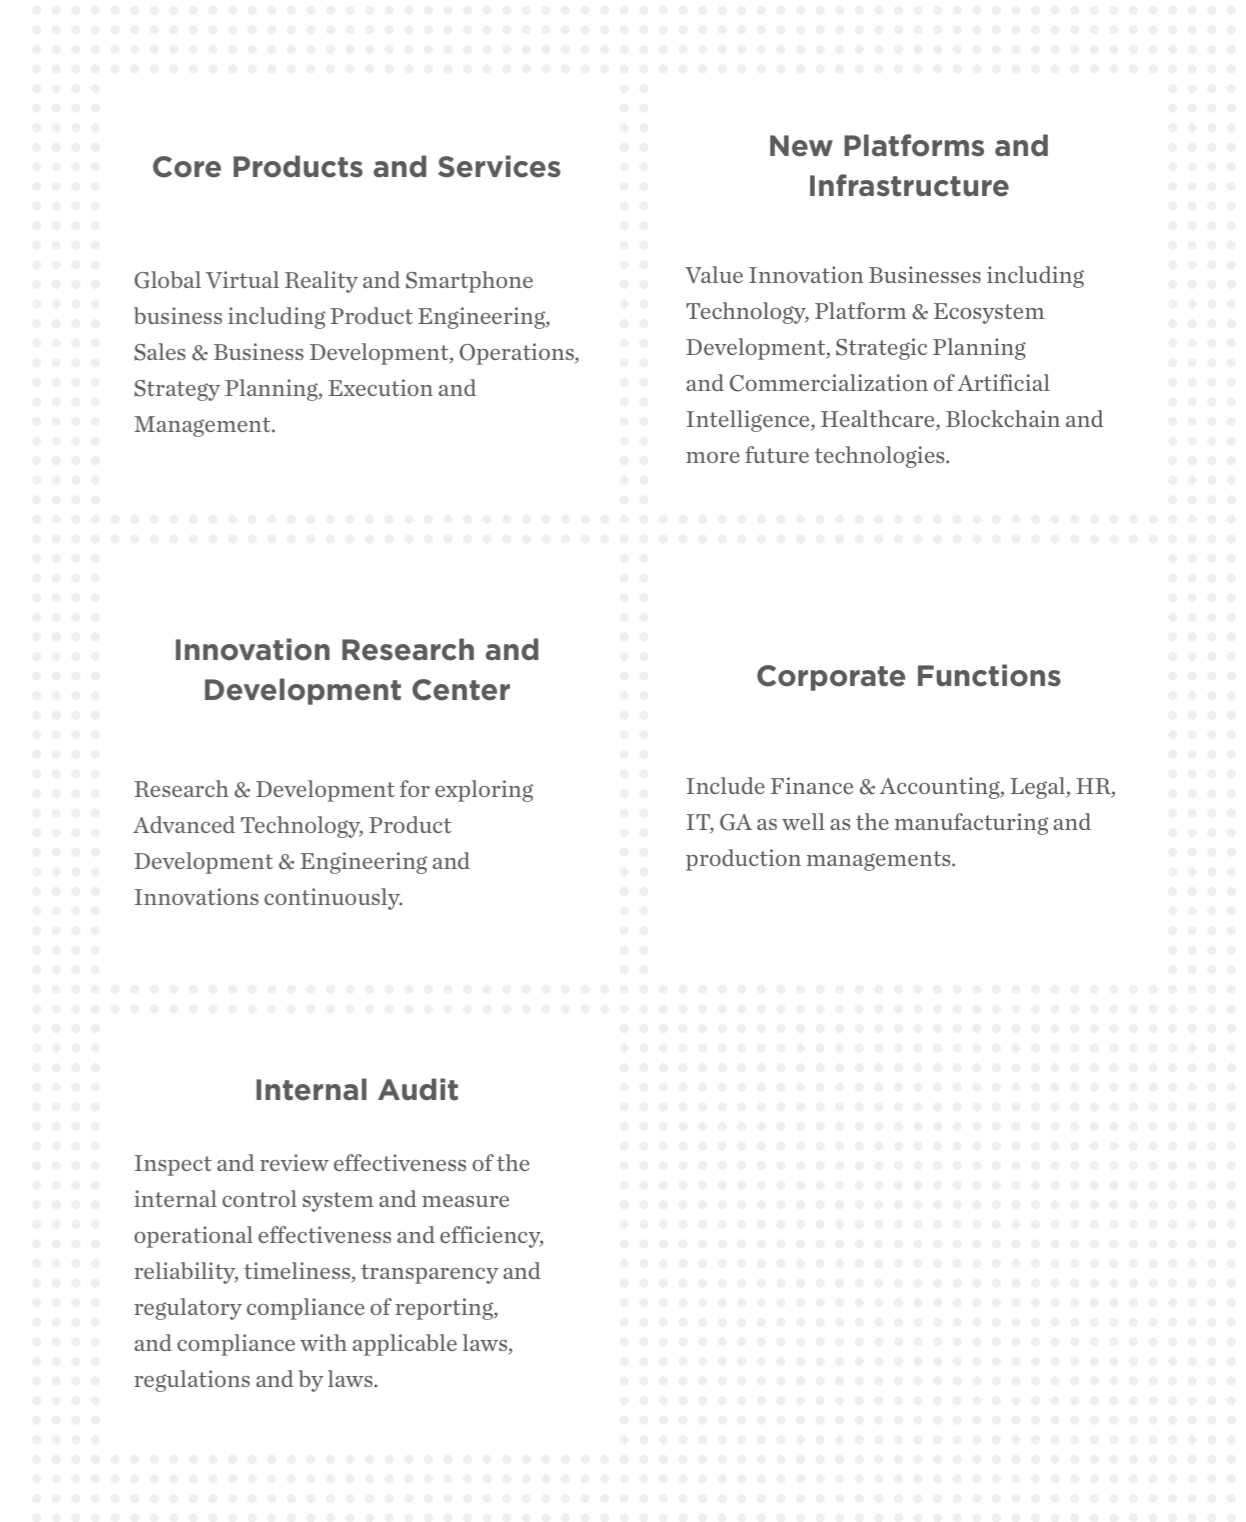 Core Products and Services
Global Virtual Reality and Smartphone
business including Product Engineering,
Sales & Business Development, Operations,
Strategy Planning, Execution and
Management.
New Platforms and
Infrastructure
Value Innovation Businesses including
Technology, Platform & Ecosystem
Development, Strategic Planning
and Commercialization of Artificial
Intelligence, Healthcare, Blockchain and
more future technologies.
Innovation Research and
Development Center
Research & Development for exploring
Advanced Technology, Product
Development & Engineering and
Innovations continuously.
Corporate Functions
Include Finance & Accounting, Legal, HR,
IT, GA as well as the manufacturing and
production managements.
Internal Audit
Inspect and review effectiveness of the
internal control system and measure
operational effectiveness and efficiency,
reliability, timeliness, transparency and
regulatory compliance of reporting,
and compliance with applicable laws,
regulations and by laws.